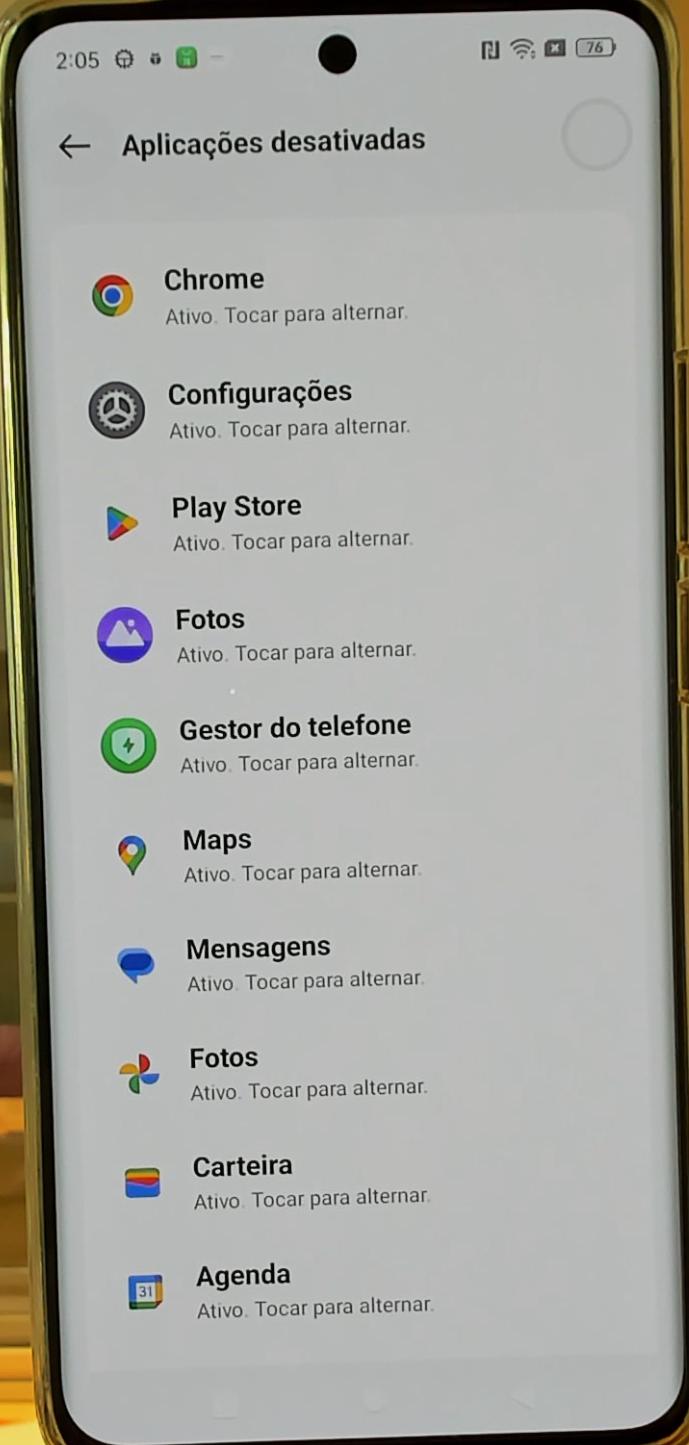 2:05
76
Aplicações desativadas
Chrome
Ativo. Tocar para alternar.
Configurações
Ativo. Tocar para alternar.
Play Store
Ativo. Tocar para alternar.
Fotos
Ativo. Tocar para alternar.
Gestor do telefone
Ativo. Tocar para alternar.
Maps
Ativo. Tocar para alternar.
Mensagens
Ativo. Tocar para alternar.
Fotos
Ativo. Tocar para alternar.
Carteira
Ativo. Tocar para alternar.
31
Agenda
Ativo. Tocar para alternar.